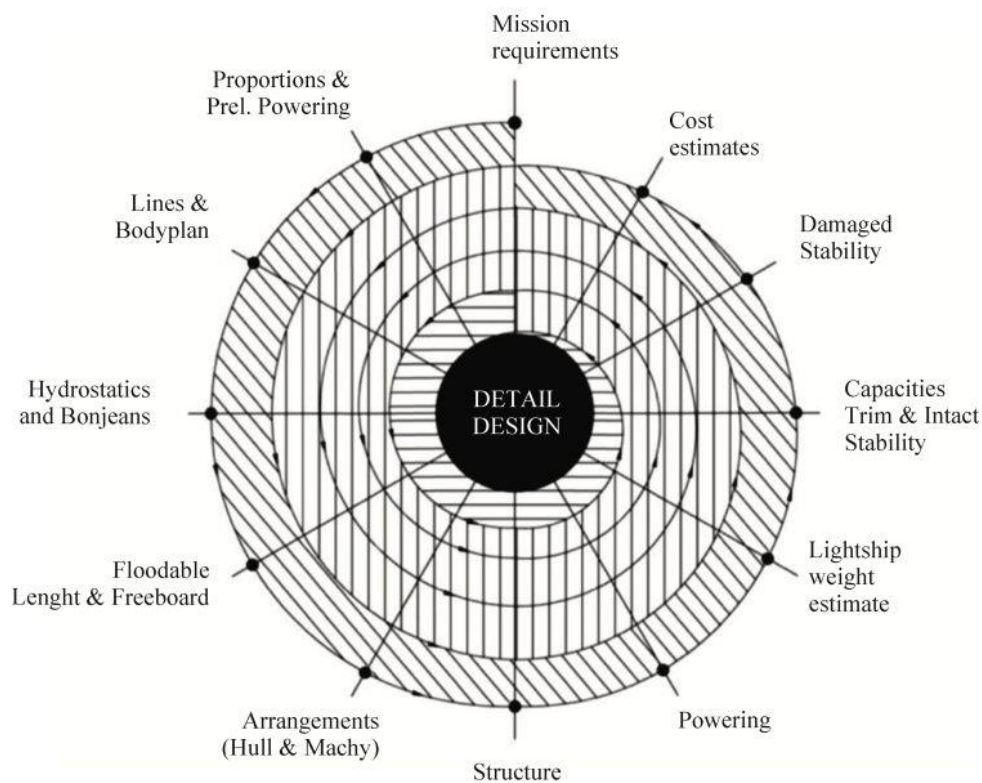 Mission
requirements
Proportions &
Prel. Powering
Cost
estimates
Lines &
Bodyplan
Damaged
Stability
Hydrostatics
and Bonjeans
DETAIL
DESIGN
Capacities
Trim & Intact
Stability
Floodable
Lenght & Freeboard
Lightship
weight
estimate
Arrangements
(Hull & Machy)
Powering
Structure